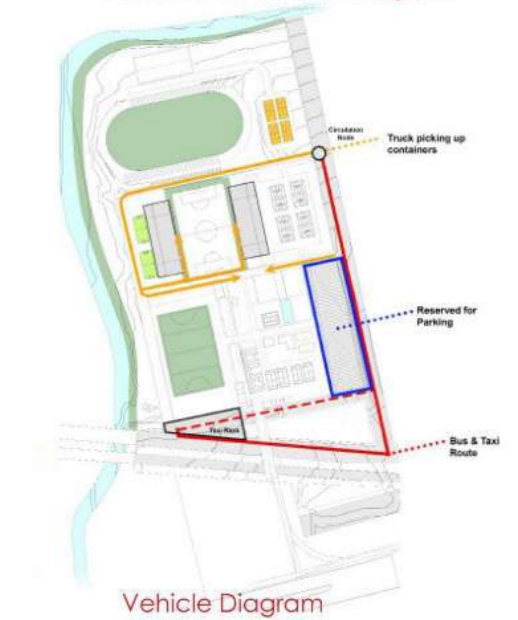 Circulation
Node
Truck picking up
containers
Reserved for
Parking
Taxi Rank
Bus & Taxi
Route
Vehicle Diagram